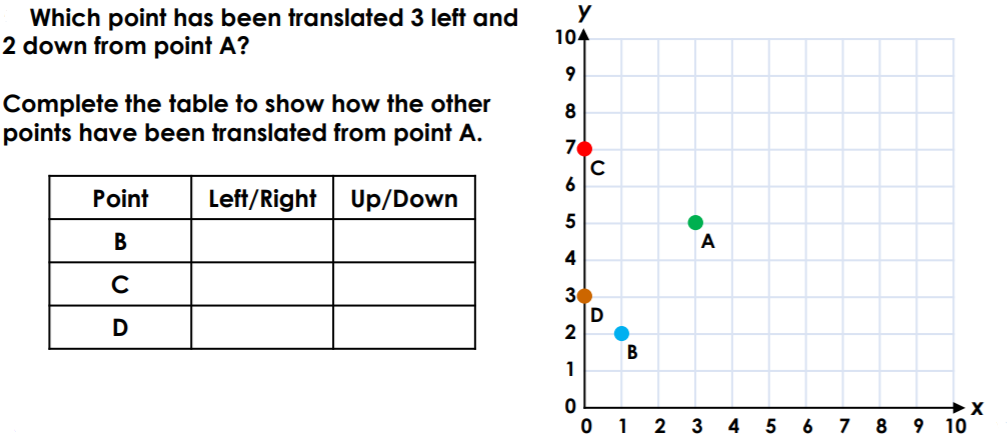 Which point has been translated 3 left and
2 down from point A?
Complete the table to show how the other
points have been translated from point A.
Point Left/Right Up/Down
B
C
D
y
10
9
8
7
C
6
5
A
4
3
D
2
B
1
0
x
0 1 2 3 4 5 6 7 8 9 10